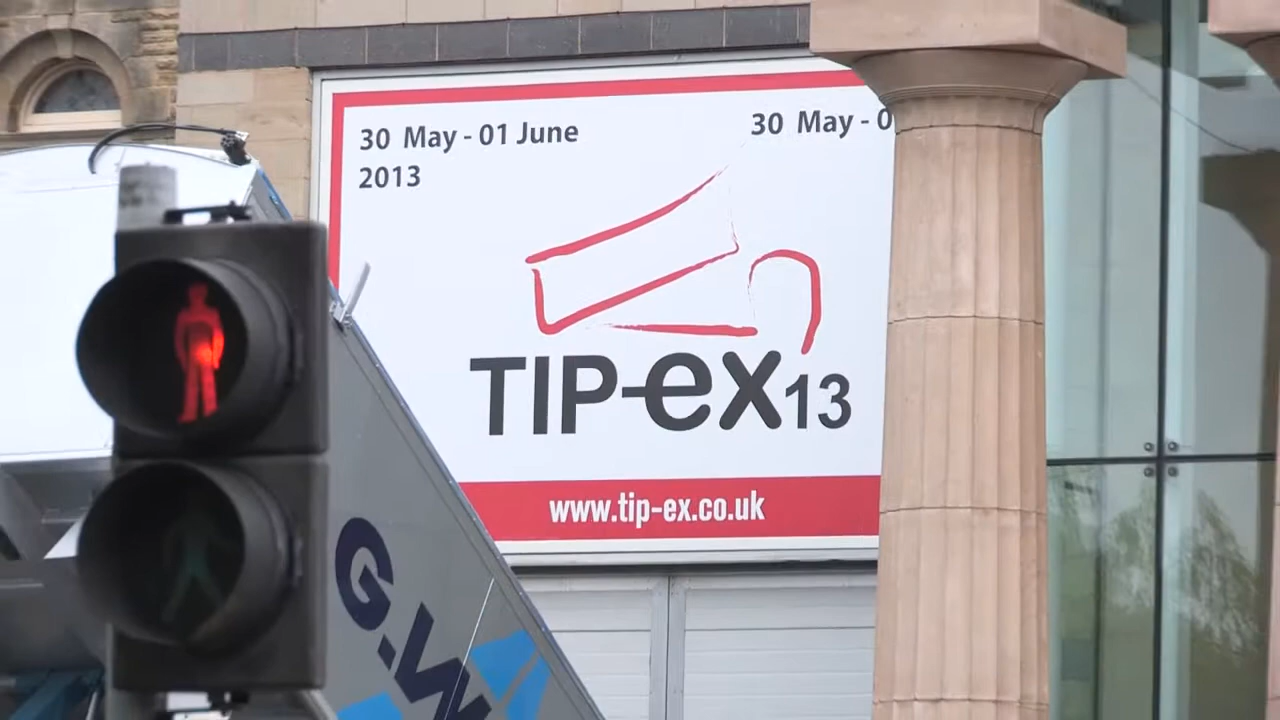 30 May - 01 June
2013
30 May - 0
TIP-ex13
www.tip-ex.co.uk
G.W